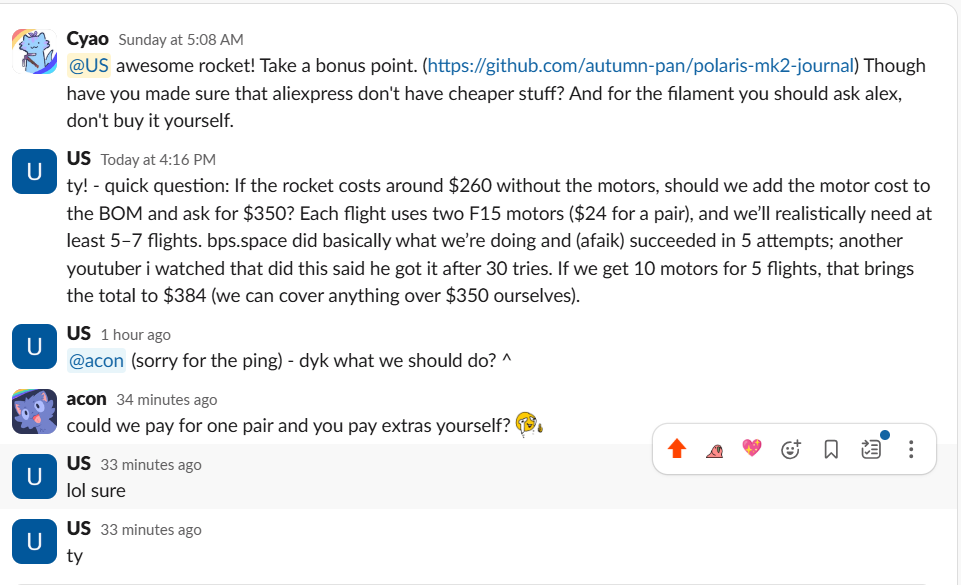 Cyao Sunday at 5:08 AM
@US awesome rocket! Take a bonus point. (https://github.com/autumn-pan/polaris-mk2-journal) Though
have you made sure that aliexpress don't have cheaper stuff? And for the filament you should ask alex,
don't buy it yourself.
U
US Today at 4:16 PM
ty! - quick question: If the rocket costs around $260 without the motors, should we add the motor cost to
the BOM and ask for $350? Each flight uses two F15 motors ($24 for a pair), and we’ll realistically need at
least 5–7 flights. bps.space did basically what we’re doing and (afaik) succeeded in 5 attempts; another
youtuber i watched that did this said he got it after 30 tries. If we get 10 motors for 5 flights, that brings
the total to $384 (we can cover anything over $350 ourselves).
U
US 1 hour ago
@acon (sorry for the ping) - dyk what we should do? ^
acon 34 minutes ago
could we pay for one pair and you pay extras yourself?
U
US 33 minutes ago
lol sure
U
US 33 minutes ago
ty